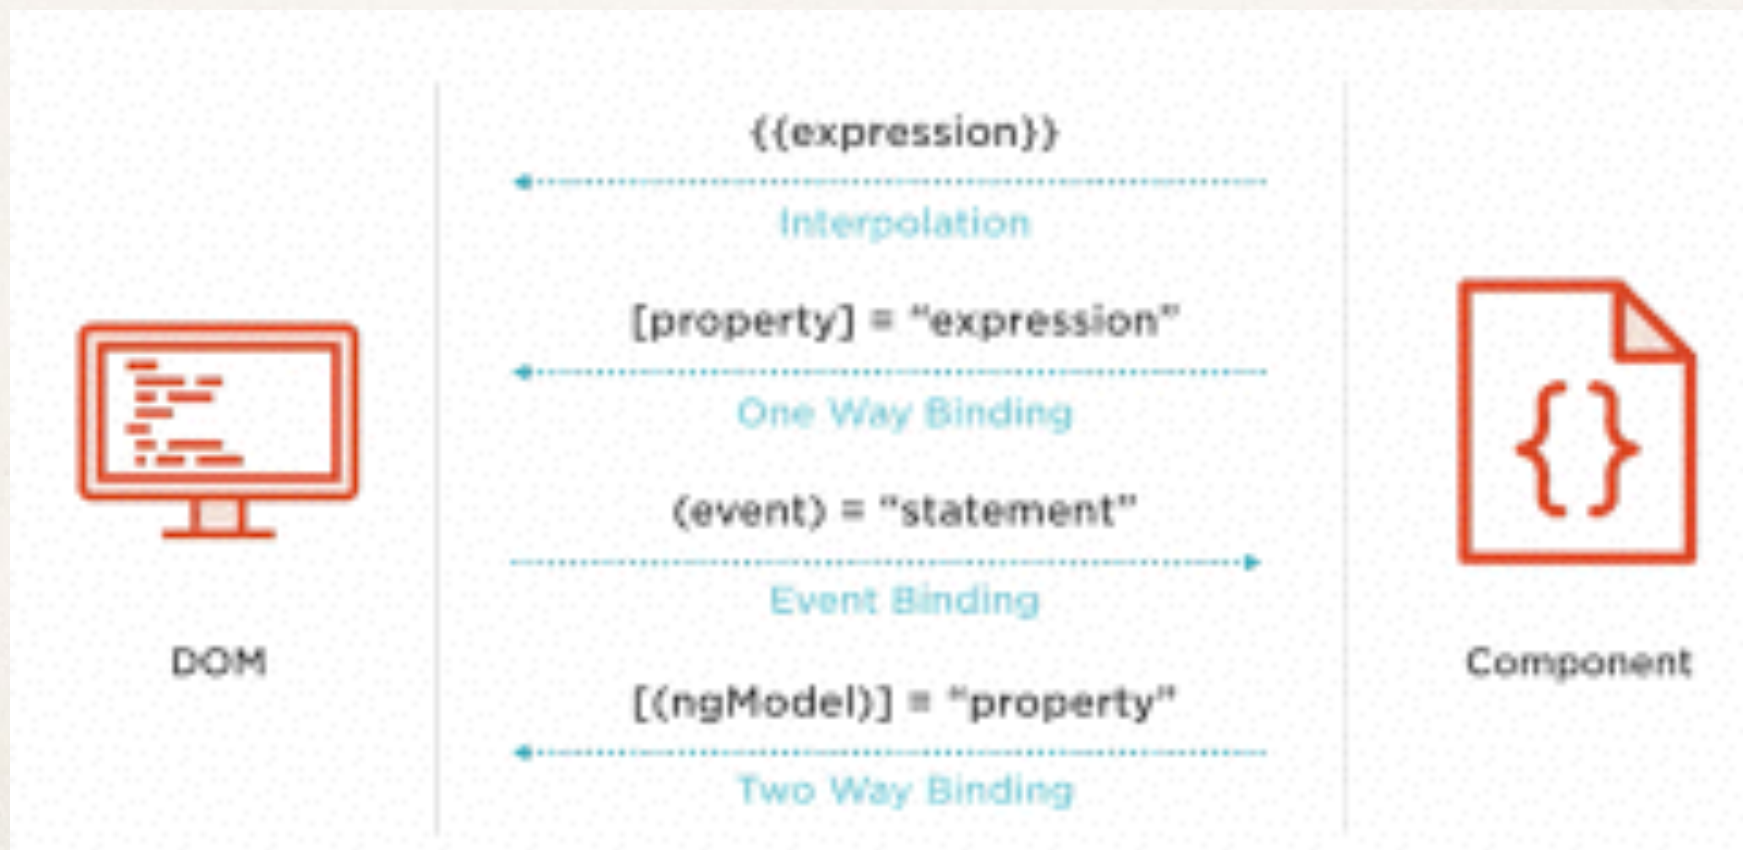 {{expression}}
Interpolation
[property] = “expression”
One Way Binding
(event) = “statement”
Event Binding
[(ngModel)] = “property”
Two Way Binding
DOM
Component